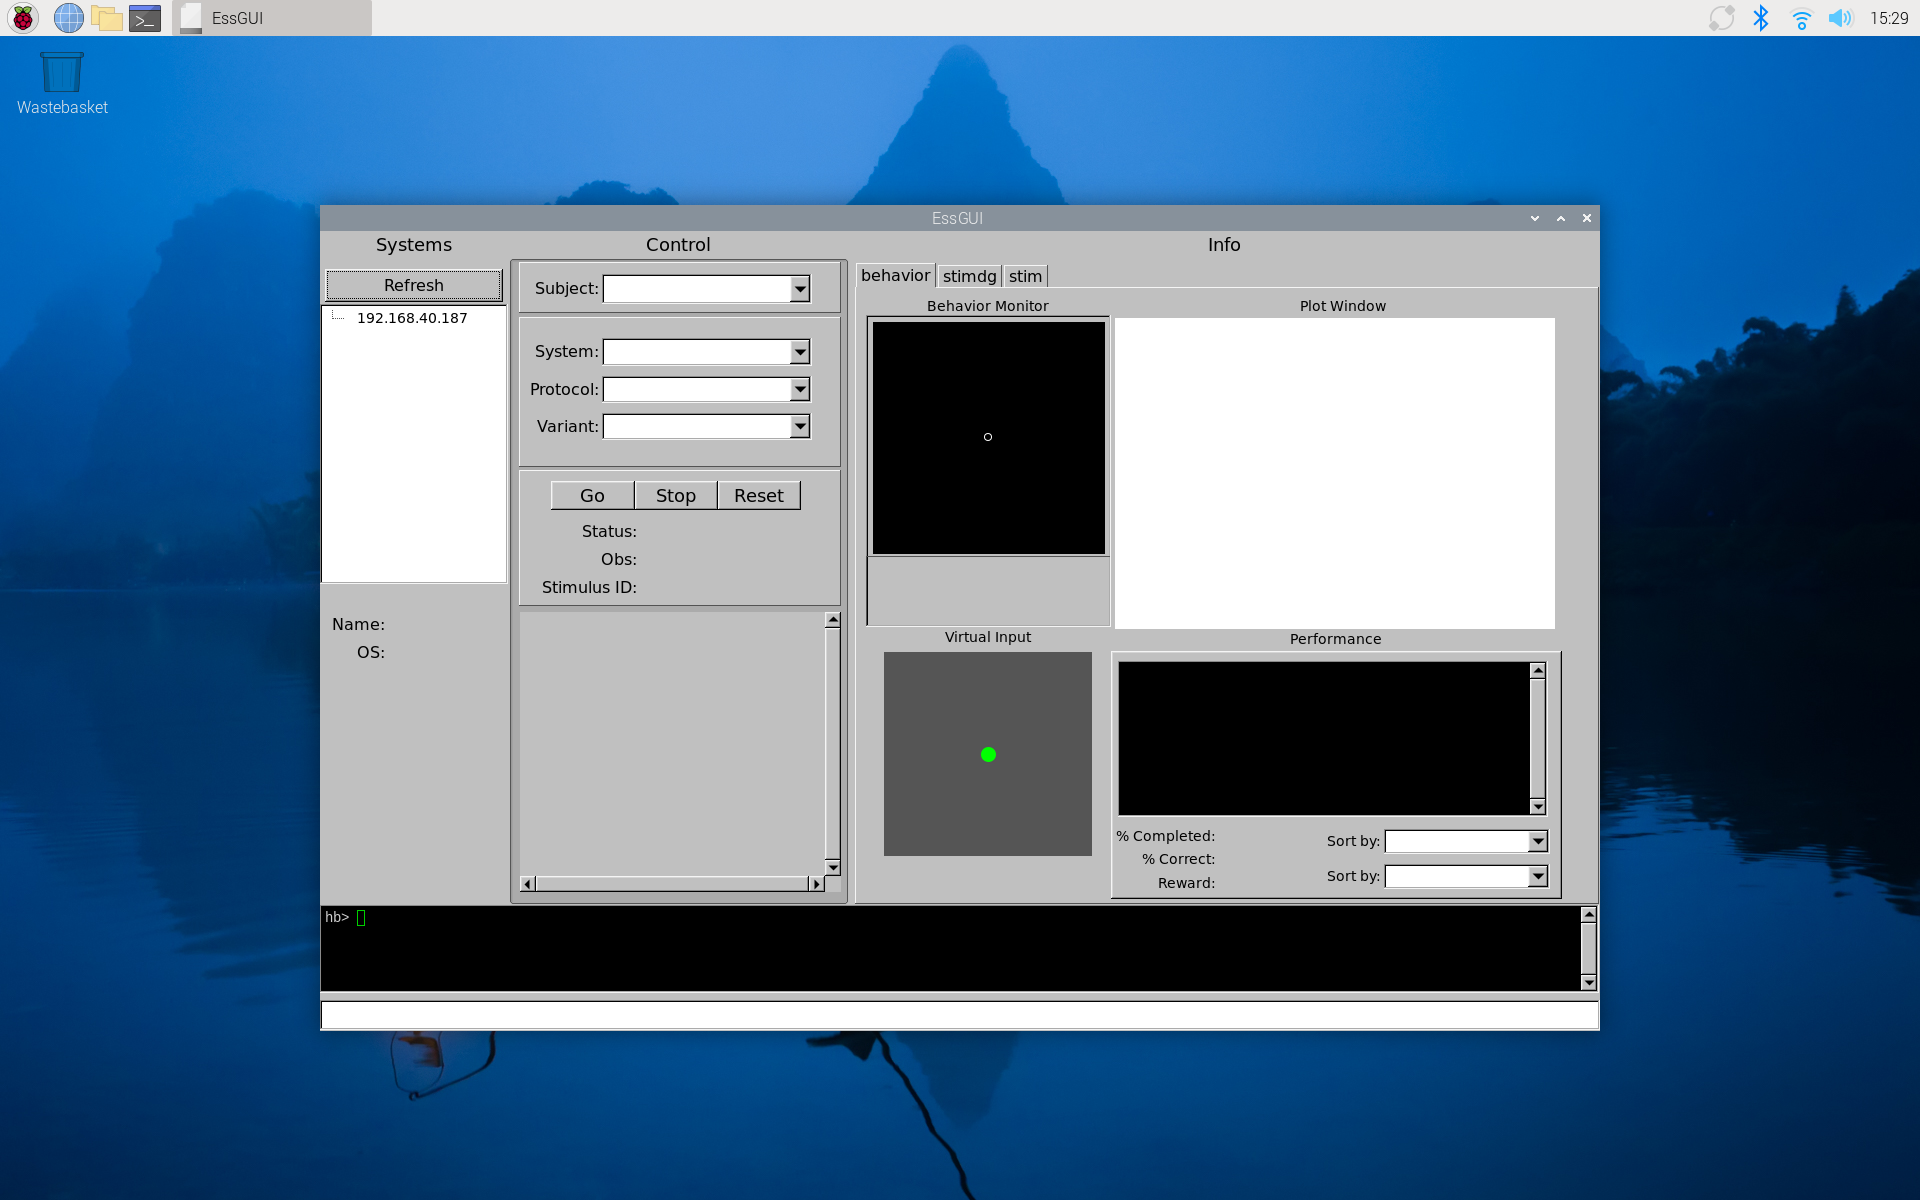 EssGUI
15:29
Wastebasket
EssGUI
Systems
Control
Info
Refresh
192.168.40.187
Name:
OS:
Subject:
System:
Protocol:
Variant:
Go
Stop
Reset
Status:
Obs:
Stimulus ID:
behavior
stimdg
stim
Behavior Monitor
Plot Window
Virtual Input
Performance
% Completed:
% Correct:
Reward:
Sort by:
Sort by:
hb>